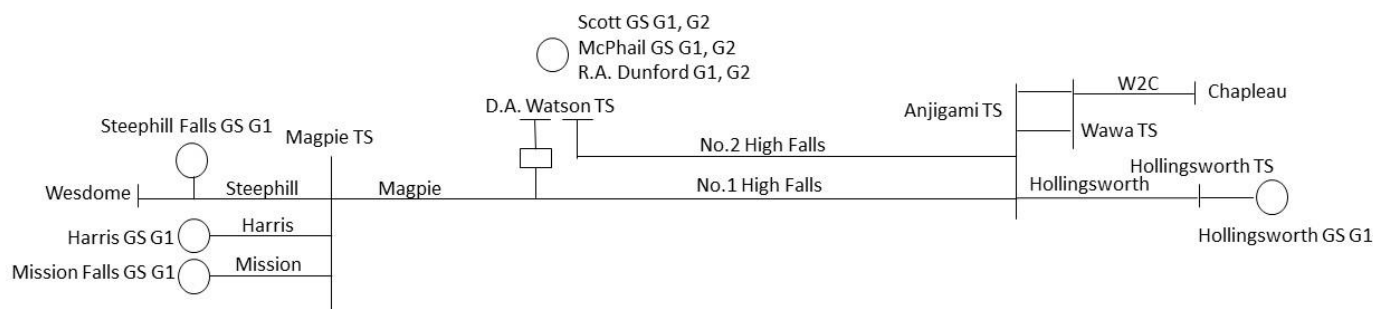 Scott GS G1, G2
McPhail GS G1, G2
R.A. Dunford G1, G2
D.A. Watson TS
Anjigami TS
W2C
Chapleau
Steephill Falls GS G1
Magpie TS
Wawa TS
No.2 High Falls
Hollingsworth TS
Wesdome
Steephill
Magpie
No.1 High Falls
Hollingsworth
Harris GS G1
Harris
Hollingsworth GS G1
Mission Falls GS G1
Mission